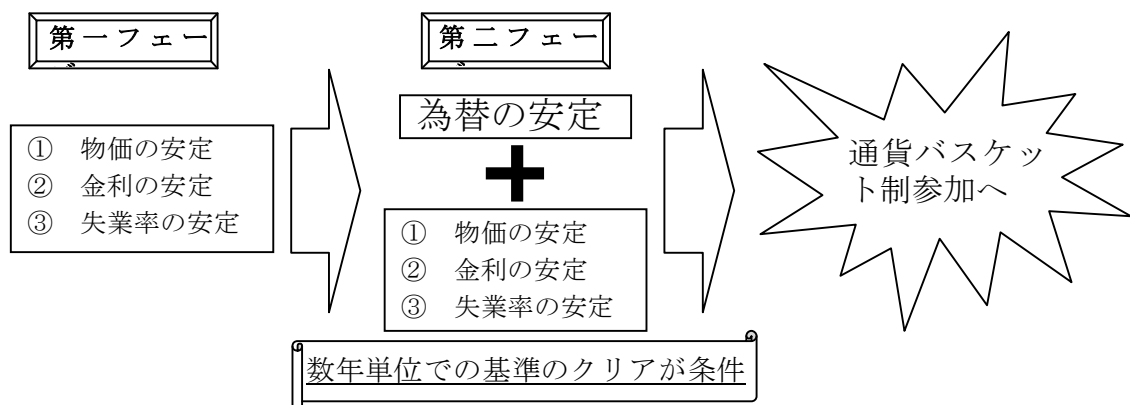 第一フェー
① 物価の安定
② 金利の安定
③ 失業率の安定
第二フェー
為替の安定
① 物価の安定
② 金利の安定
③ 失業率の安定
数年単位での基準のクリアが条件
通貨バスケッ
ト制参加へ